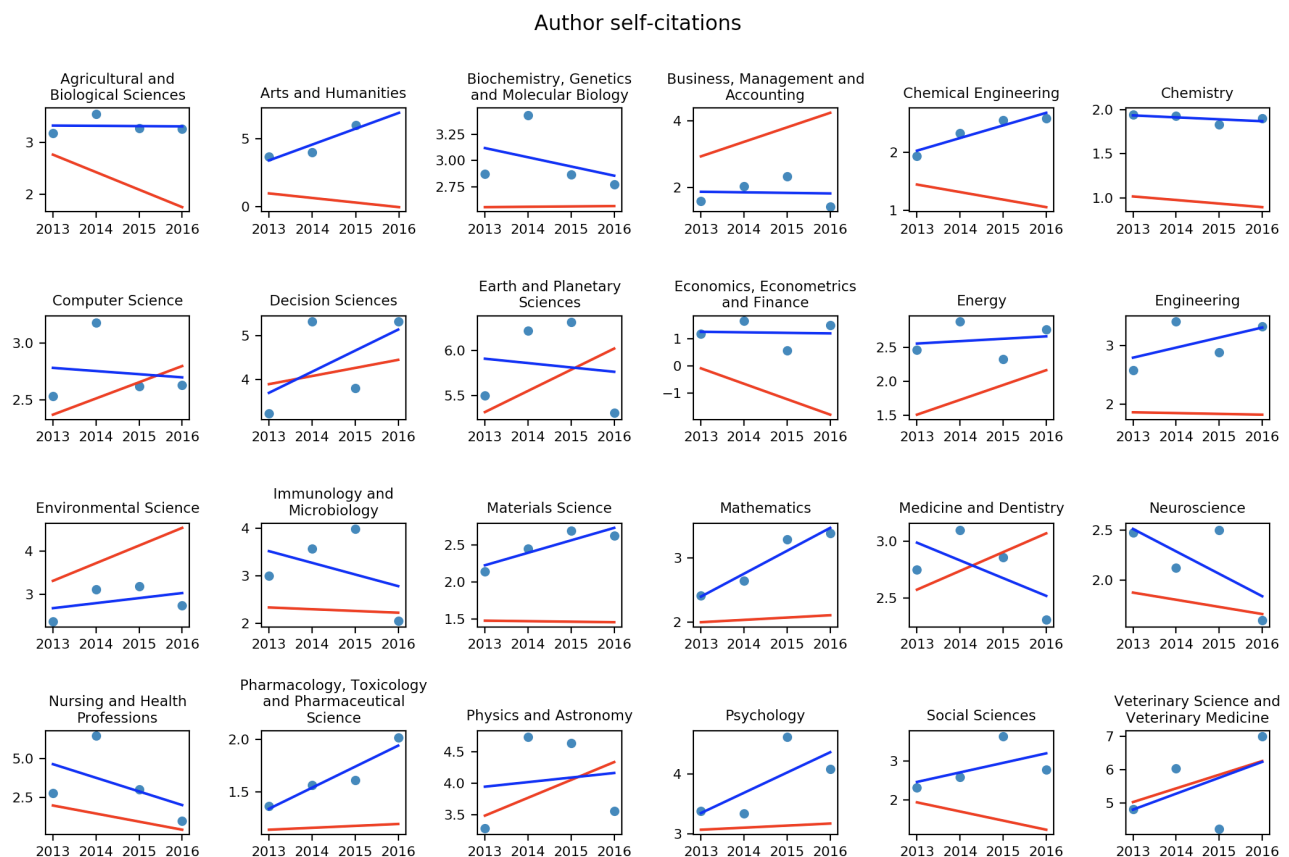 Author self-citations
Agricultural and
Biological Sciences
3
2
2013 2014 2015 2016
Arts and Humanities
5
0
2013 2014 2015 2016
Biochemistry, Genetics
and Molecular Biology
3.25
3.00
2.75
2013 2014 2015 2016
Business, Management and
Accounting
4
2
2013 2014 2015 2016
Chemical Engineering
2
1
2013 2014 2015 2016
Chemistry
2.0
1.5
1.0
2013 2014 2015 2016
Computer Science
3.0
2.5
2013 2014 2015 2016
Decision Sciences
5
4
2013 2014 2015 2016
Earth and Planetary
Sciences
6.0
5.5
2013 2014 2015 2016
Economics, Econometrics
and Finance
1
0
−1
2013 2014 2015 2016
Energy
2.5
2.0
1.5
2013 2014 2015 2016
Engineering
3
2
2013 2014 2015 2016
Environmental Science
4
3
2013 2014 2015 2016
Immunology and
Microbiology
4
3
2
2013 2014 2015 2016
Materials Science
2.5
2.0
1.5
2013 2014 2015 2016
Mathematics
3
2
2013 2014 2015 2016
Medicine and Dentistry
3.0
2.5
2013 2014 2015 2016
Neuroscience
2.5
2.0
2013 2014 2015 2016
Nursing and Health
Professions
5.0
2.5
2013 2014 2015 2016
Pharmacology, Toxicology
and Pharmaceutical
Science
2.0
1.5
2013 2014 2015 2016
Physics and Astronomy
4.5
4.0
3.5
2013 2014 2015 2016
Psychology
4
3
2013 2014 2015 2016
Social Sciences
3
2
2013 2014 2015 2016
Veterinary Science and
Veterinary Medicine
7
6
5
2013 2014 2015 2016